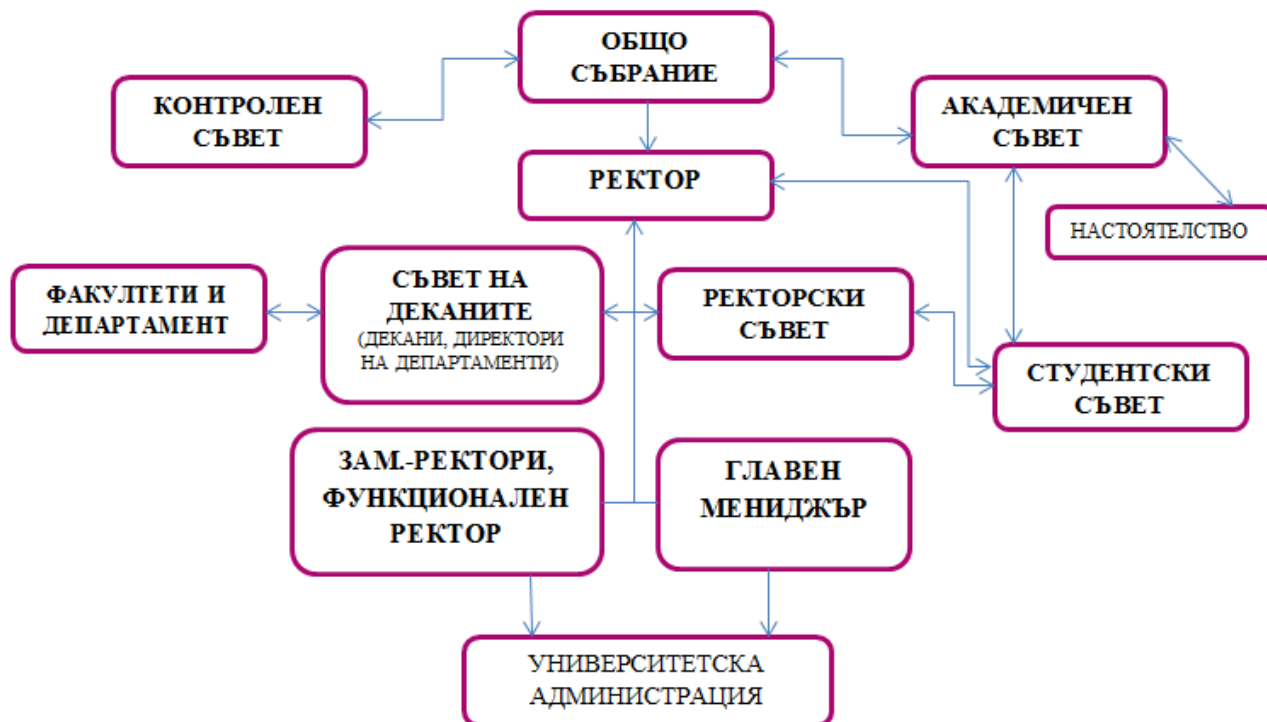 ОБЩО
СЪБРАНИЕ
КОНТРОЛЕН
СЪВЕТ
АКАДЕМИЧЕН
СЪВЕТ
РЕКТОР
НАСТОЯТЕЛСТВО
ФАКУЛТЕТИ И
ДЕПАРТАМЕНТ
СЪВЕТ НА
ДЕКАНИТЕ
(ДЕКАНИ, ДИРЕКТОРИ
НА ДЕПАРТАМЕНТИ)
РЕКТОРСКИ
СЪВЕТ
СТУДЕНТСКИ
СЪВЕТ
ЗАМ.-РЕКТОРИ,
ФУНКЦИОНАЛЕН
РЕКТОР
ГЛАВЕН
МЕНИДЖЪР
УНИВЕРСИТЕТСКА
АДМИНИСТРАЦИЯ